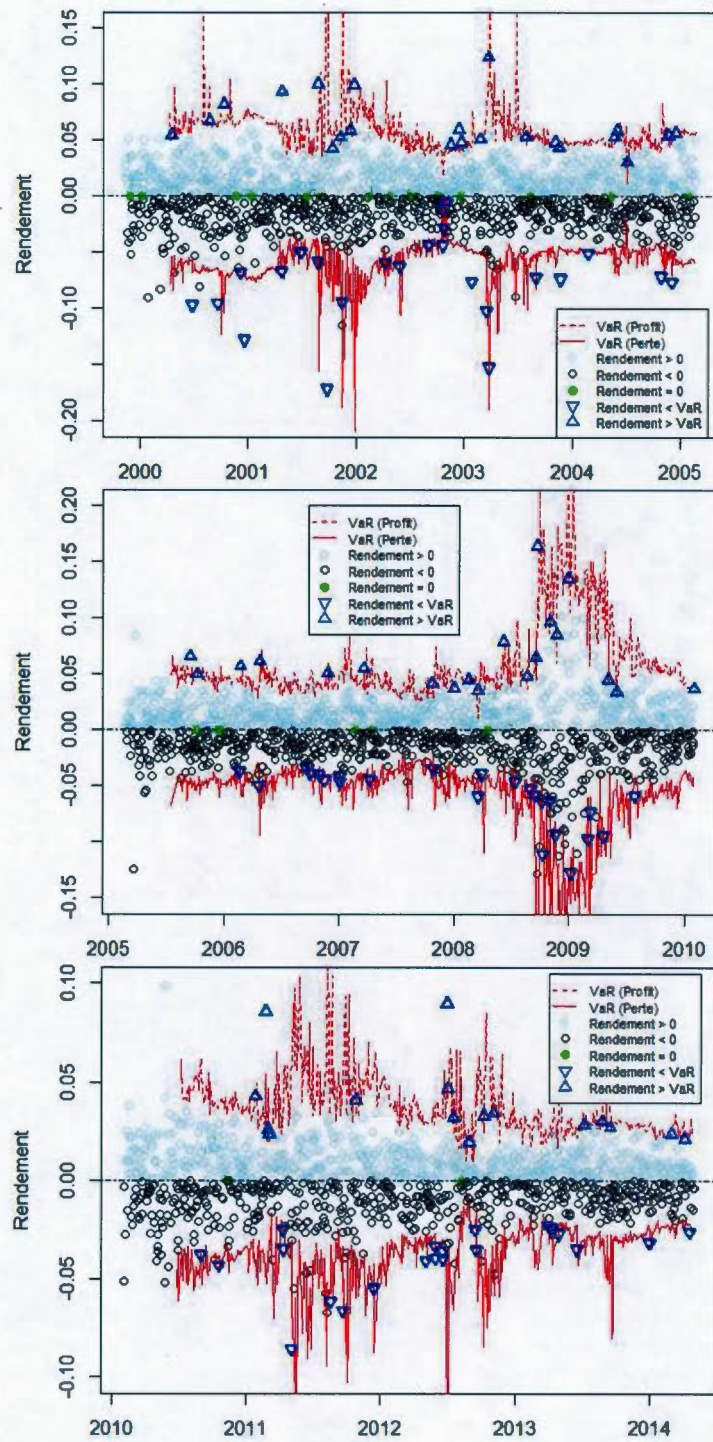 0.15
0.10
0.05
0.00
-0.10
-0.20
Rendement
VaR (Profit)
VaR (Perte)
Rendement > 0
Rendement < 0
Rendement = 0
Rendement < VaR
Rendement > VaR
2000 2001 2002 2003 2004 2005
0.20
0.15
0.10
0.05
0.00
-0.05
-0.15
Rendement
VaR (Profit)
VaR (Perte)
Rendement > 0
Rendement < 0
Rendement = 0
Rendement < VaR
Rendement > VaR
2005 2006 2007 2008 2009 2010
0.10
0.05
0.00
-0.05
-0.10
Rendement
VaR (Profit)
VaR (Perte)
Rendement > 0
Rendement < 0
Rendement = 0
Rendement < VaR
Rendement > VaR
2010 2011 2012 2013 2014